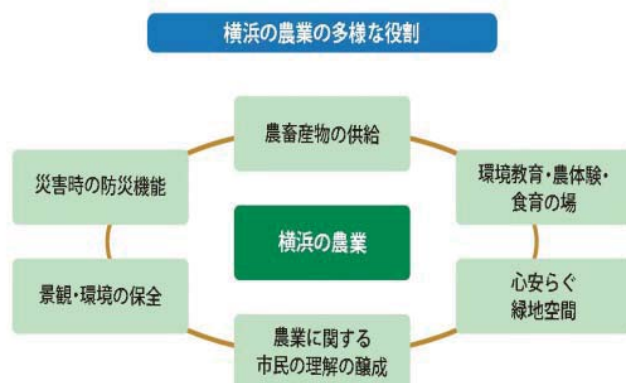 横浜の農業の多様な役割
農畜産物の供給
災害時の防災機能
環境教育・農体験・
食育の場
横浜の農業
景観・環境の保全
心安らぐ
緑地空間
農業に関する
市民の理解の醸成